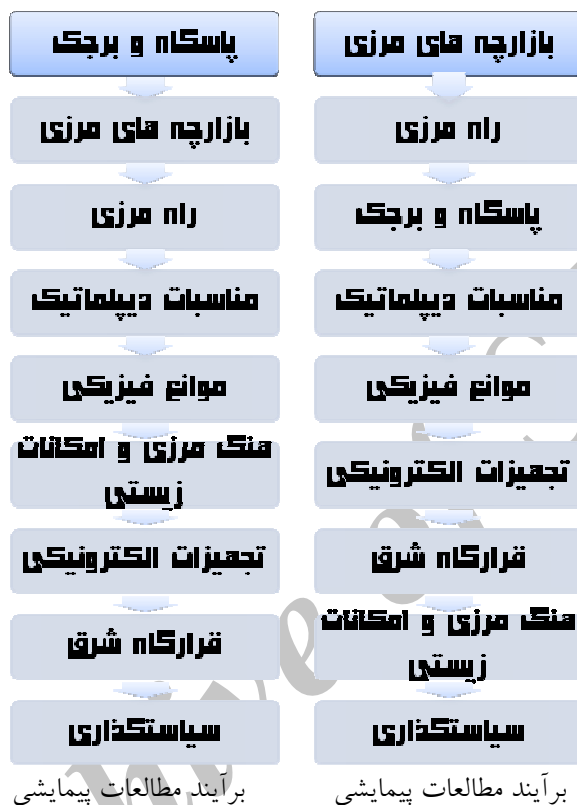 بازارچه های مرزی
راه مرزی
پاسگاه و برجک
مناسبات دیپلماتیک
موانع فیزیکی
تجهیزات الکترونیکی
قرارگاه شرق
هنگ مرزی و امکانات
زیستی
سیاستگذاری
برآیند مطالعات پیمایشی
پاسگاه و برجک
بازارچه های مرزی
راه مرزی
مناسبات دیپلماتیک
موانع فیزیکی
هنگ مرزی و امکانات
زیستی
تجهیزات الکترونیکی
قرارگاه شرق
سیاستگذاری
برآیند مطالعات پیمایشی